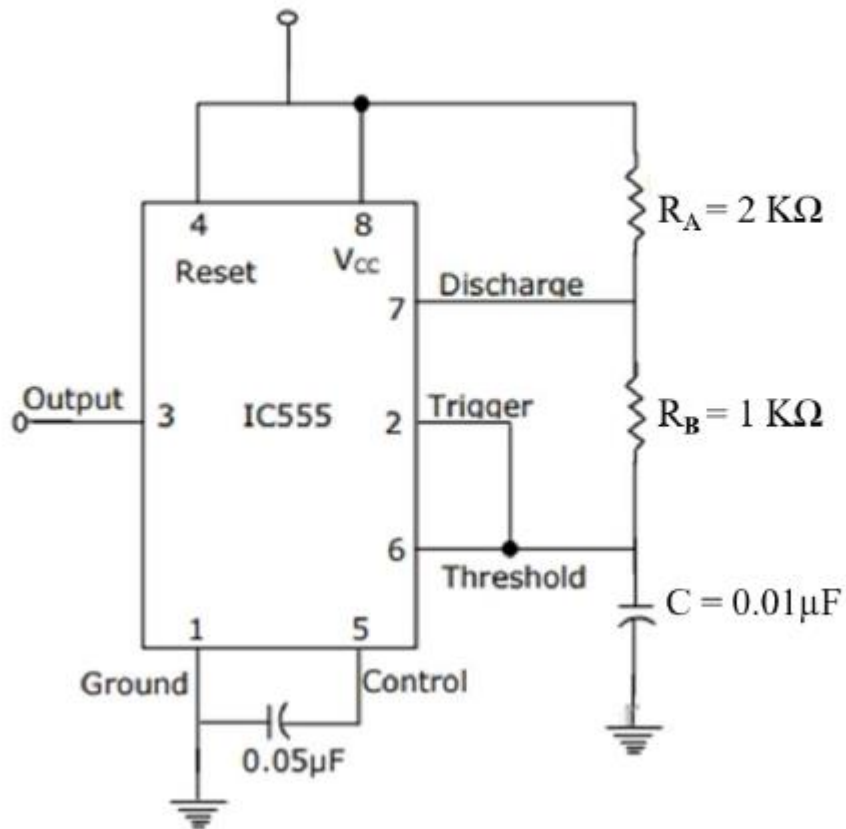 4
8
Reset
VCC
RA = 2 KΩ
Discharge
7
Output
3
IC555
2
Trigger
RB = 1 KΩ
6
Threshold
C = 0.01µF
1
5
Ground
Control
0.05µF